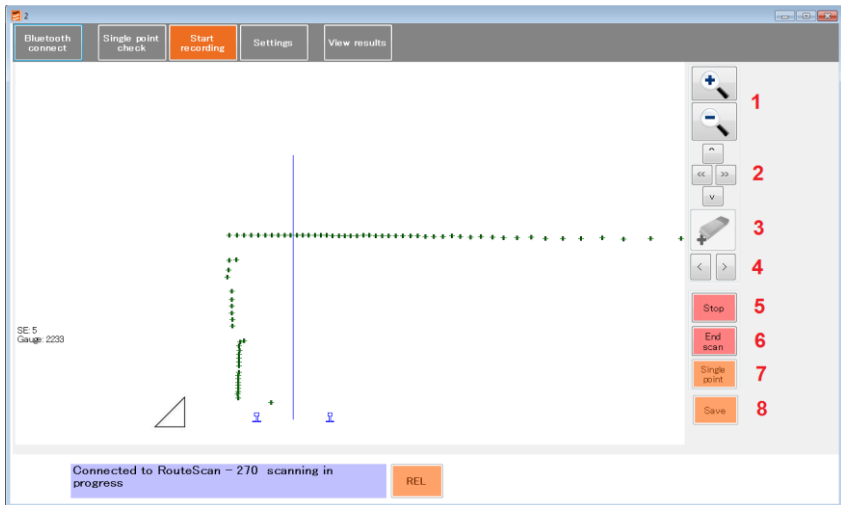 2
Bluetooth
connect
Single point
check
Start
recording
Settings
View results
1
^
<< >>
2
v
3
< >
4
Stop
5
SE: 5
Gauge: 2233
End
scan
6
Single
point
7
Save
8
Connected to RouteScan - 270 scanning in
progress
REL